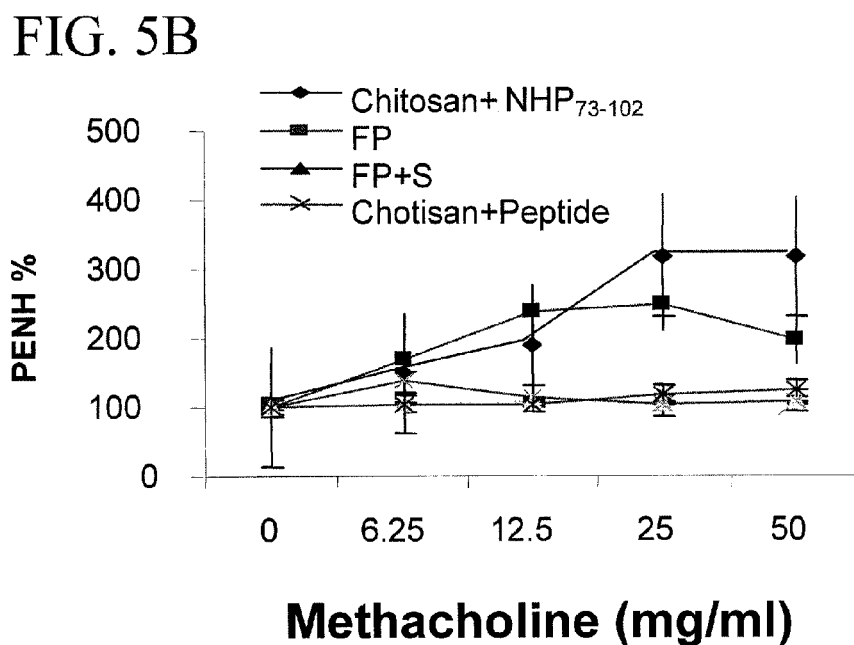 FIG. 5B
Chitosan+ NHP73-102
FP
FP+S
Chotisan+Peptide
500
400
300
200
100
0
PENH %
0 6.25 12.5 25 50
Methacholine (mg/ml)